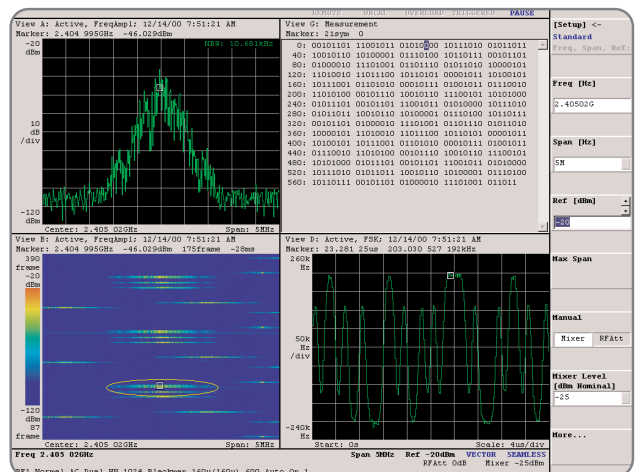 REMOTE UNCAL OVERLOAD TRIGGERED PAUSE
View A: Active, FreqAmpl; 12/14/00 7:51:21 AM
Marker: 2.404 995GHz -46.029dBm
-20
dBm
NBW: 10.681kHz
10
dB
/div
-120
dBm
Center: 2.405 02GHz Span: 5MHz
View G: Measurement
Marker: 21sym 0
0: 00101101 11001011 01010000 10111010 01011011
40: 10010110 10100001 01110100 10110111 00101101
80: 01000010 11101001 01101110 01011010 10000101
120: 11010010 11011100 10110101 00001011 10100101
160: 10111001 01101010 00010111 01001011 01110010
200: 11010100 00101110 10010110 11100101 10101000
240: 01011101 00101101 11001011 01010000 10111010
280: 01011011 10010110 10100001 01110100 10110111
320: 00101101 01000010 11101001 01101110 01011010
360: 10000101 11010010 11011100 10110101 00001011
400: 10100101 10111001 01101010 00010111 01001011
440: 01110010 11010100 00101110 10010110 11100101
480: 10101000 01011101 00101101 11001011 01010000
520: 10111010 01011011 10010110 10100001 01110100
560: 10110111 00101101 01000010 11101001 011011
View B: Active, FreqAmpl; 12/14/00 7:51:21 AM
Marker: 2.404 995GHz -46.029dBm 175frame -28ms
390
frame
-20
dBm
-120
dBm
87
frame
Center: 2.405 02GHz Span: 5MHz
View D: Active, FSK; 12/14/00 7:51:21 AM
Marker: 23.281 25us 203.030 527 192kHz
260k
Hz
50k
Hz
/div
-240k
Hz
Start: 0s Scale: 4us/div
[Setup] <-
Standard
Freq, Span, Ref:
Freq [Hz]
2.40502G
Span [Hz]
5M
Ref [dBm]
-20
Max Span
Manual
Mixer RFAtt
Mixer Level
[dBm Nominal]
-25
More...
Freq 2.405 02GHz Span 5MHz Ref -20dBm VECTOR SEAMLESS
RFAtt 0dB Mixer -25dBm